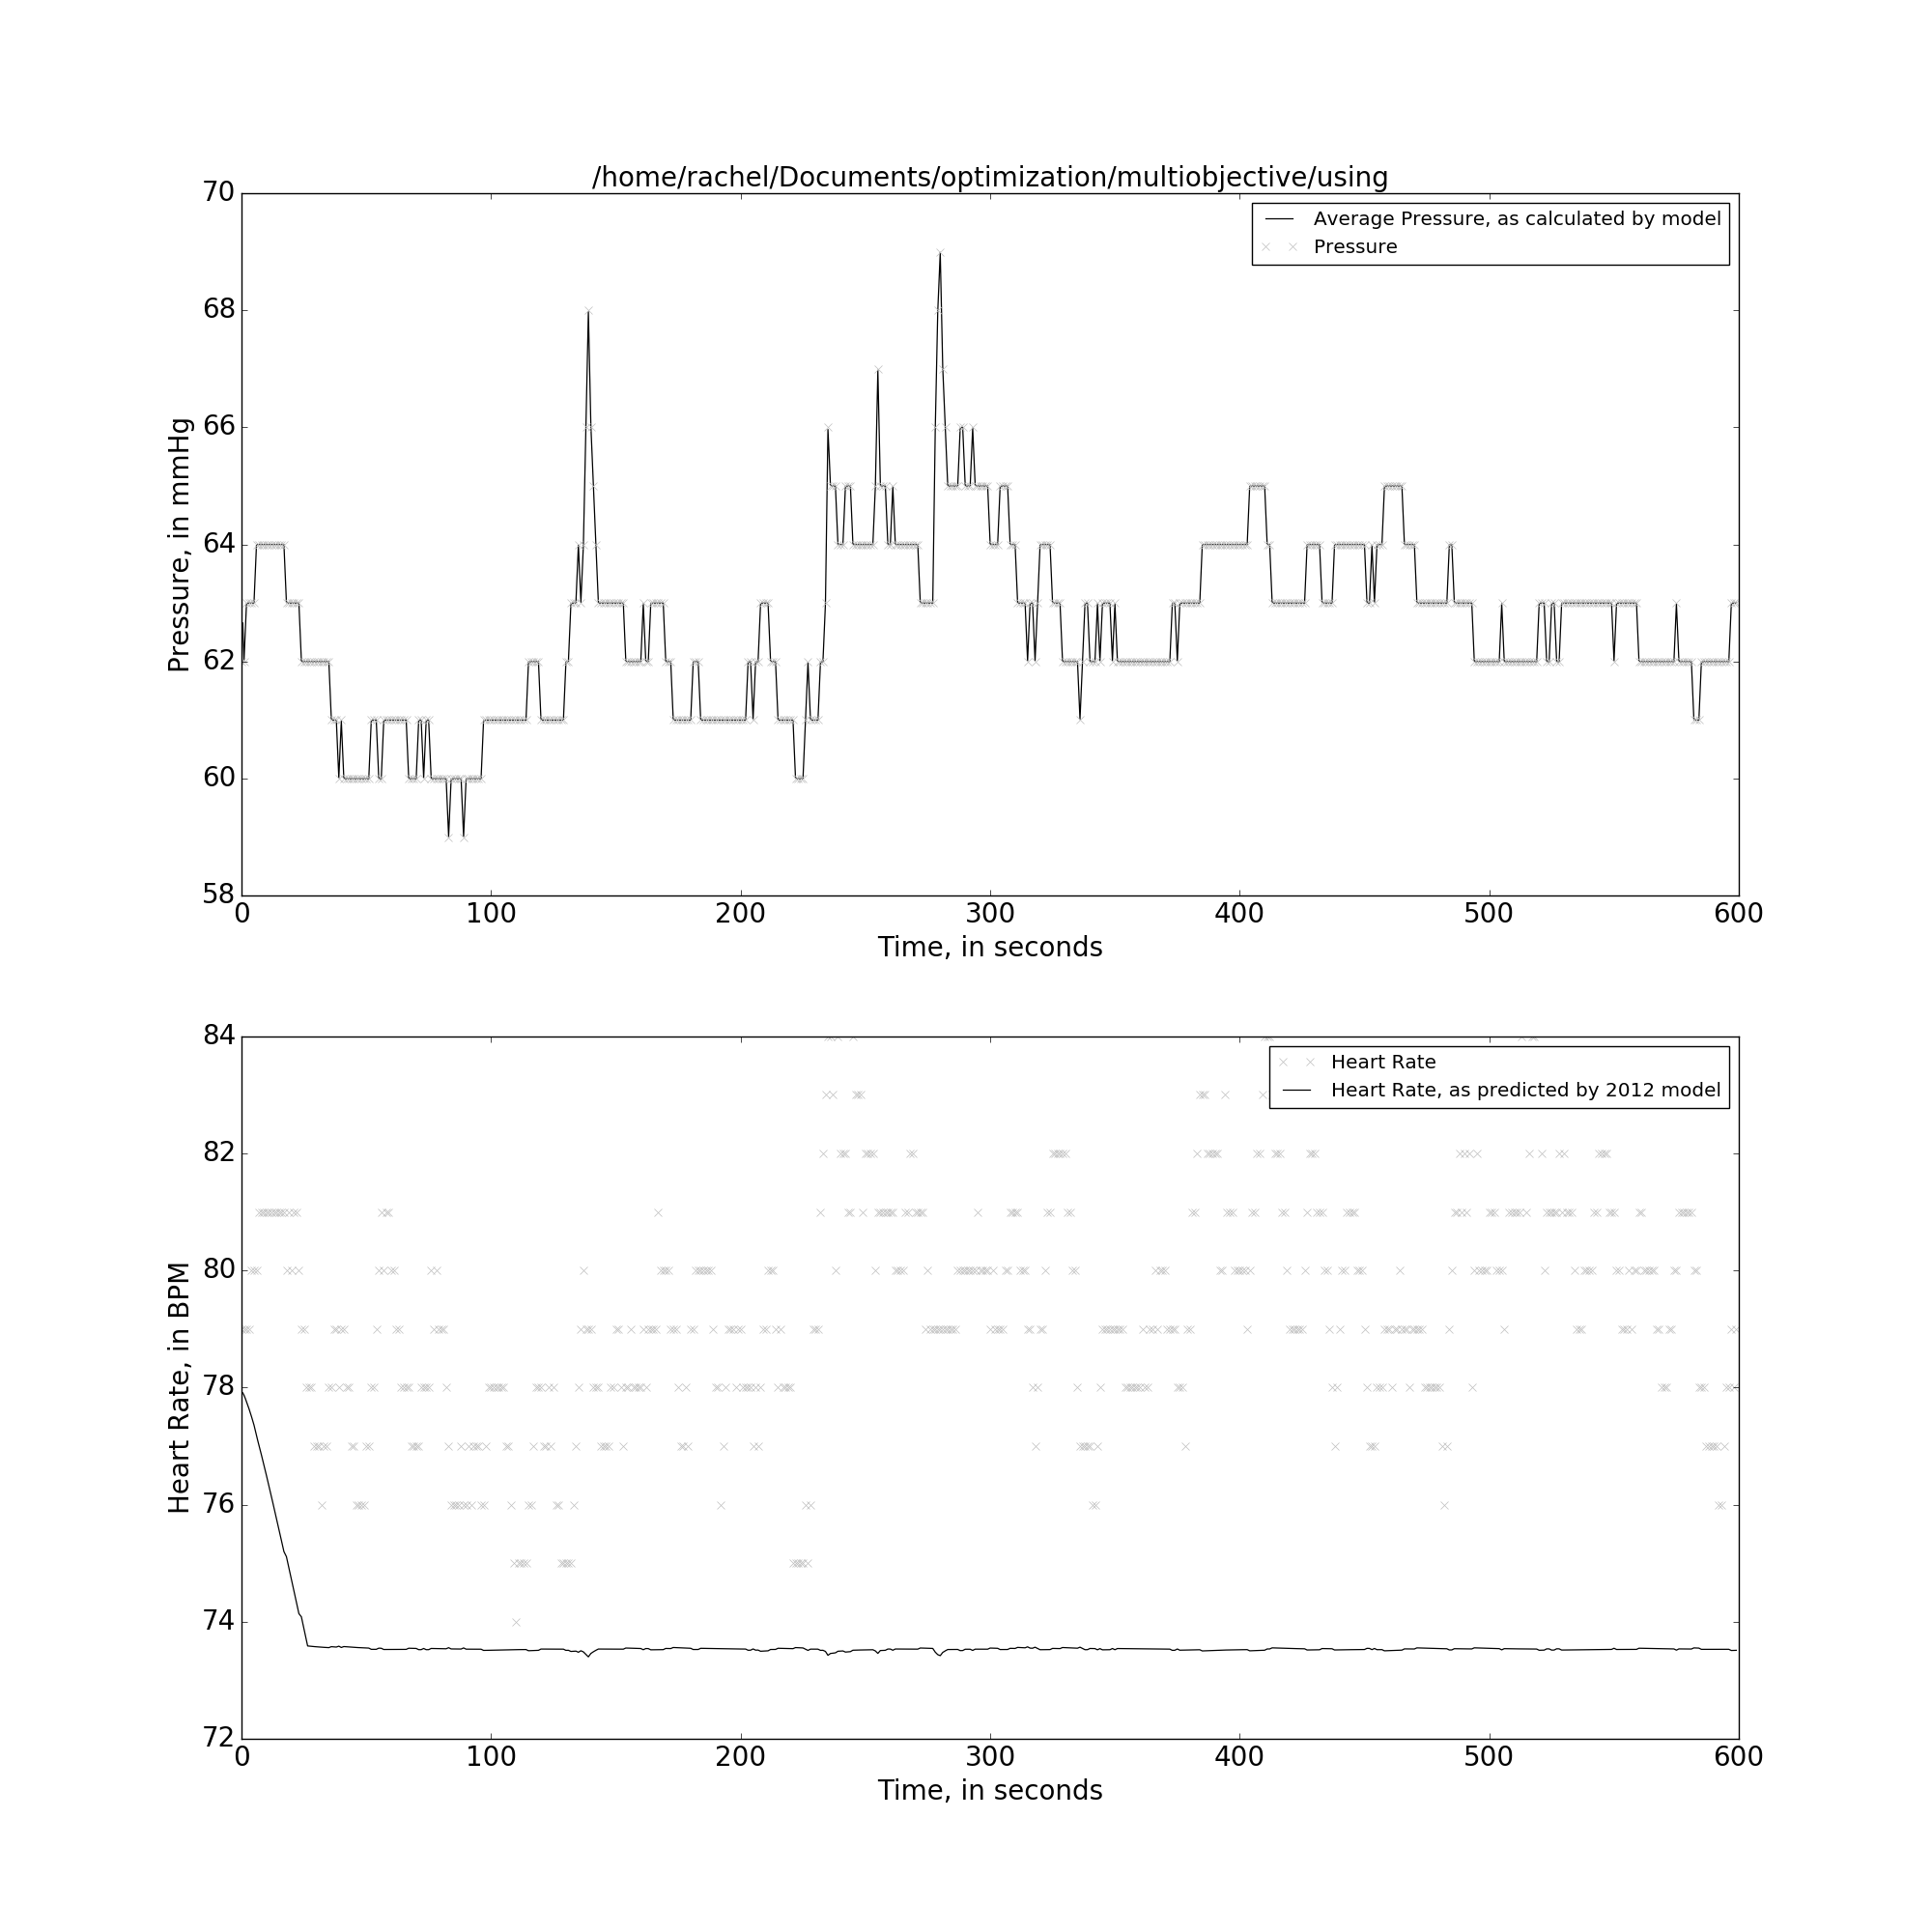 /home/rachel/Documents/optimization/multiobjective/using
70
68
66
64
62
60
58
Pressure, in mmHg
Average Pressure, as calculated by model
Pressure
0 100 200 300 400 500 600
Time, in seconds
84
82
80
78
76
74
72
Heart Rate, in BPM
Heart Rate
Heart Rate, as predicted by 2012 model
0 100 200 300 400 500 600
Time, in seconds